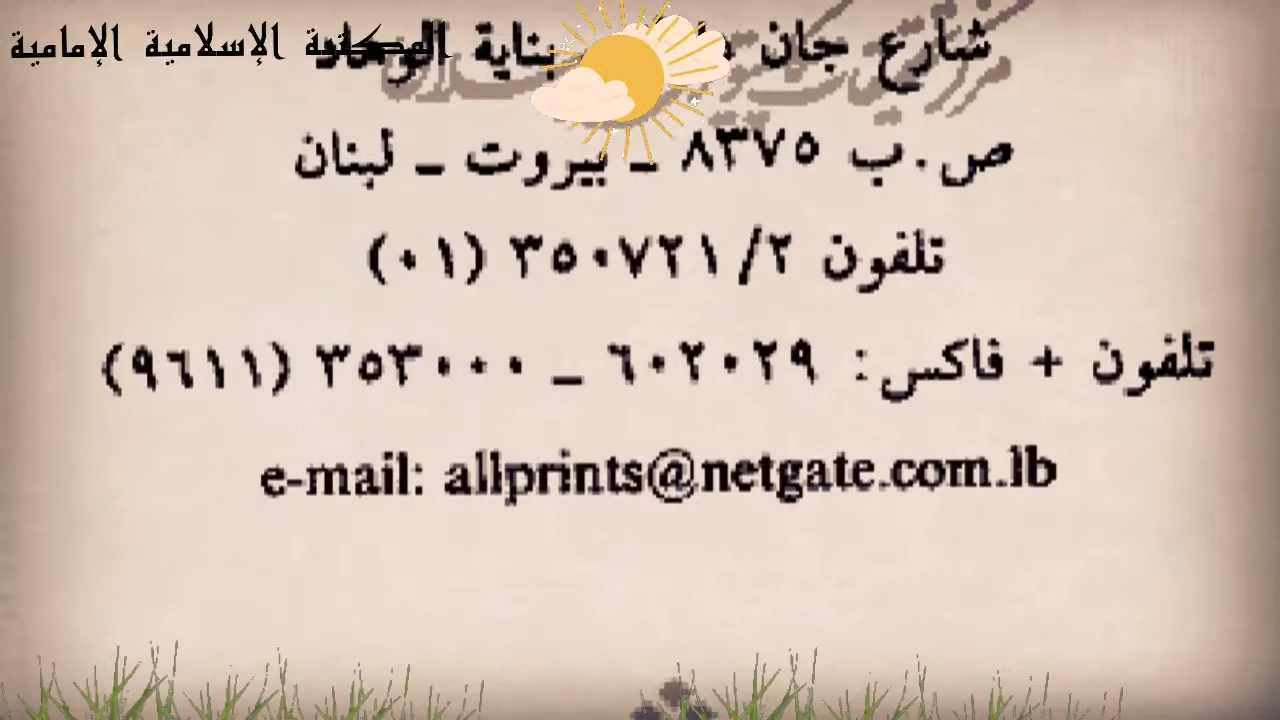 المكتبة الإسلامية الإمامية
شارع جان بناية الوهاد
ص.ب ٨٣٧٥ ـ بيروت ـ لبنان
تلفون ٢/ ٣٥٠٧٢١ (٠١)
تلفون + فاكس: ٦٠٢٠٢٩ ـ ٣٥٣٠٠٠ (٩٦١١)
e-mail: allprints@netgate.com.lb